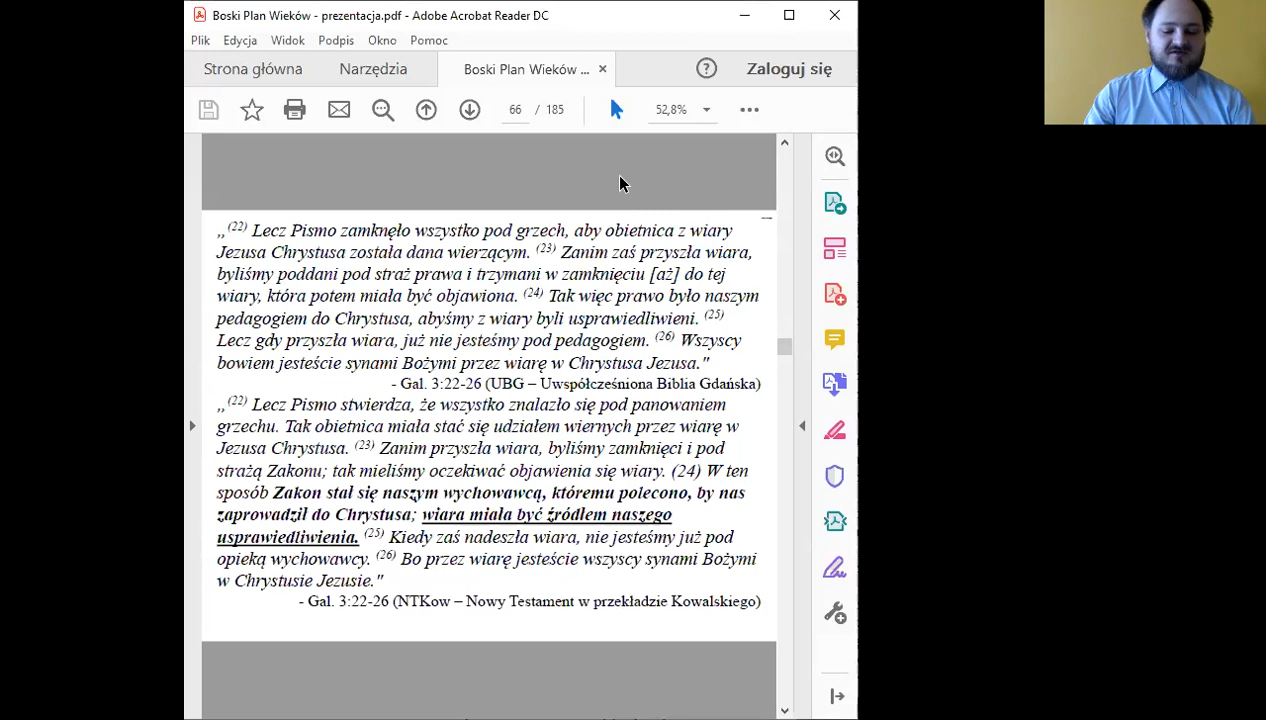 Boski Plan Wieków - prezentacja.pdf - Adobe Acrobat Reader DC
Plik Edycja Widok Podpis Okno Pomoc
Strona główna Narzędzia Boski Plan Wieków ... Zaloguj się
66 / 185 52,8%
„(22) Lecz Pismo zamknęło wszystko pod grzech, aby obietnica z wiary
Jezusa Chrystusa została dana wierzącym. (23) Zanim zaś przyszła wiara,
byliśmy poddani pod straż prawa i trzymani w zamknięciu [aż] do tej
wiary, która potem miała być objawiona. (24) Tak więc prawo było naszym
pedagogiem do Chrystusa, abyśmy z wiary byli usprawiedliwieni. (25)
Lecz gdy przyszła wiara, już nie jesteśmy pod pedagogiem. (26) Wszyscy
bowiem jesteście synami Bożymi przez wiarę w Chrystusa Jezusa."
- Gal. 3:22-26 (UBG – Uwspółcześniona Biblia Gdańska)
„(22) Lecz Pismo stwierdza, że wszystko znalazło się pod panowaniem
grzechu. Tak obietnica miała stać się udziałem wiernych przez wiarę w
Jezusa Chrystusa. (23) Zanim przyszła wiara, byliśmy zamknięci i pod
strażą Zakonu; tak mieliśmy oczekiwać objawienia się wiary. (24) W ten
sposób Zakon stał się naszym wychowawcą, któremu polecono, by nas
zaprowadził do Chrystusa; wiara miała być źródłem naszego
usprawiedliwienia. (25) Kiedy zaś nadeszła wiara, nie jesteśmy już pod
opieką wychowawcy. (26) Bo przez wiarę jesteście wszyscy synami Bożymi
w Chrystusie Jezusie."
- Gal. 3:22-26 (NTKow – Nowy Testament w przekładzie Kowalskiego)